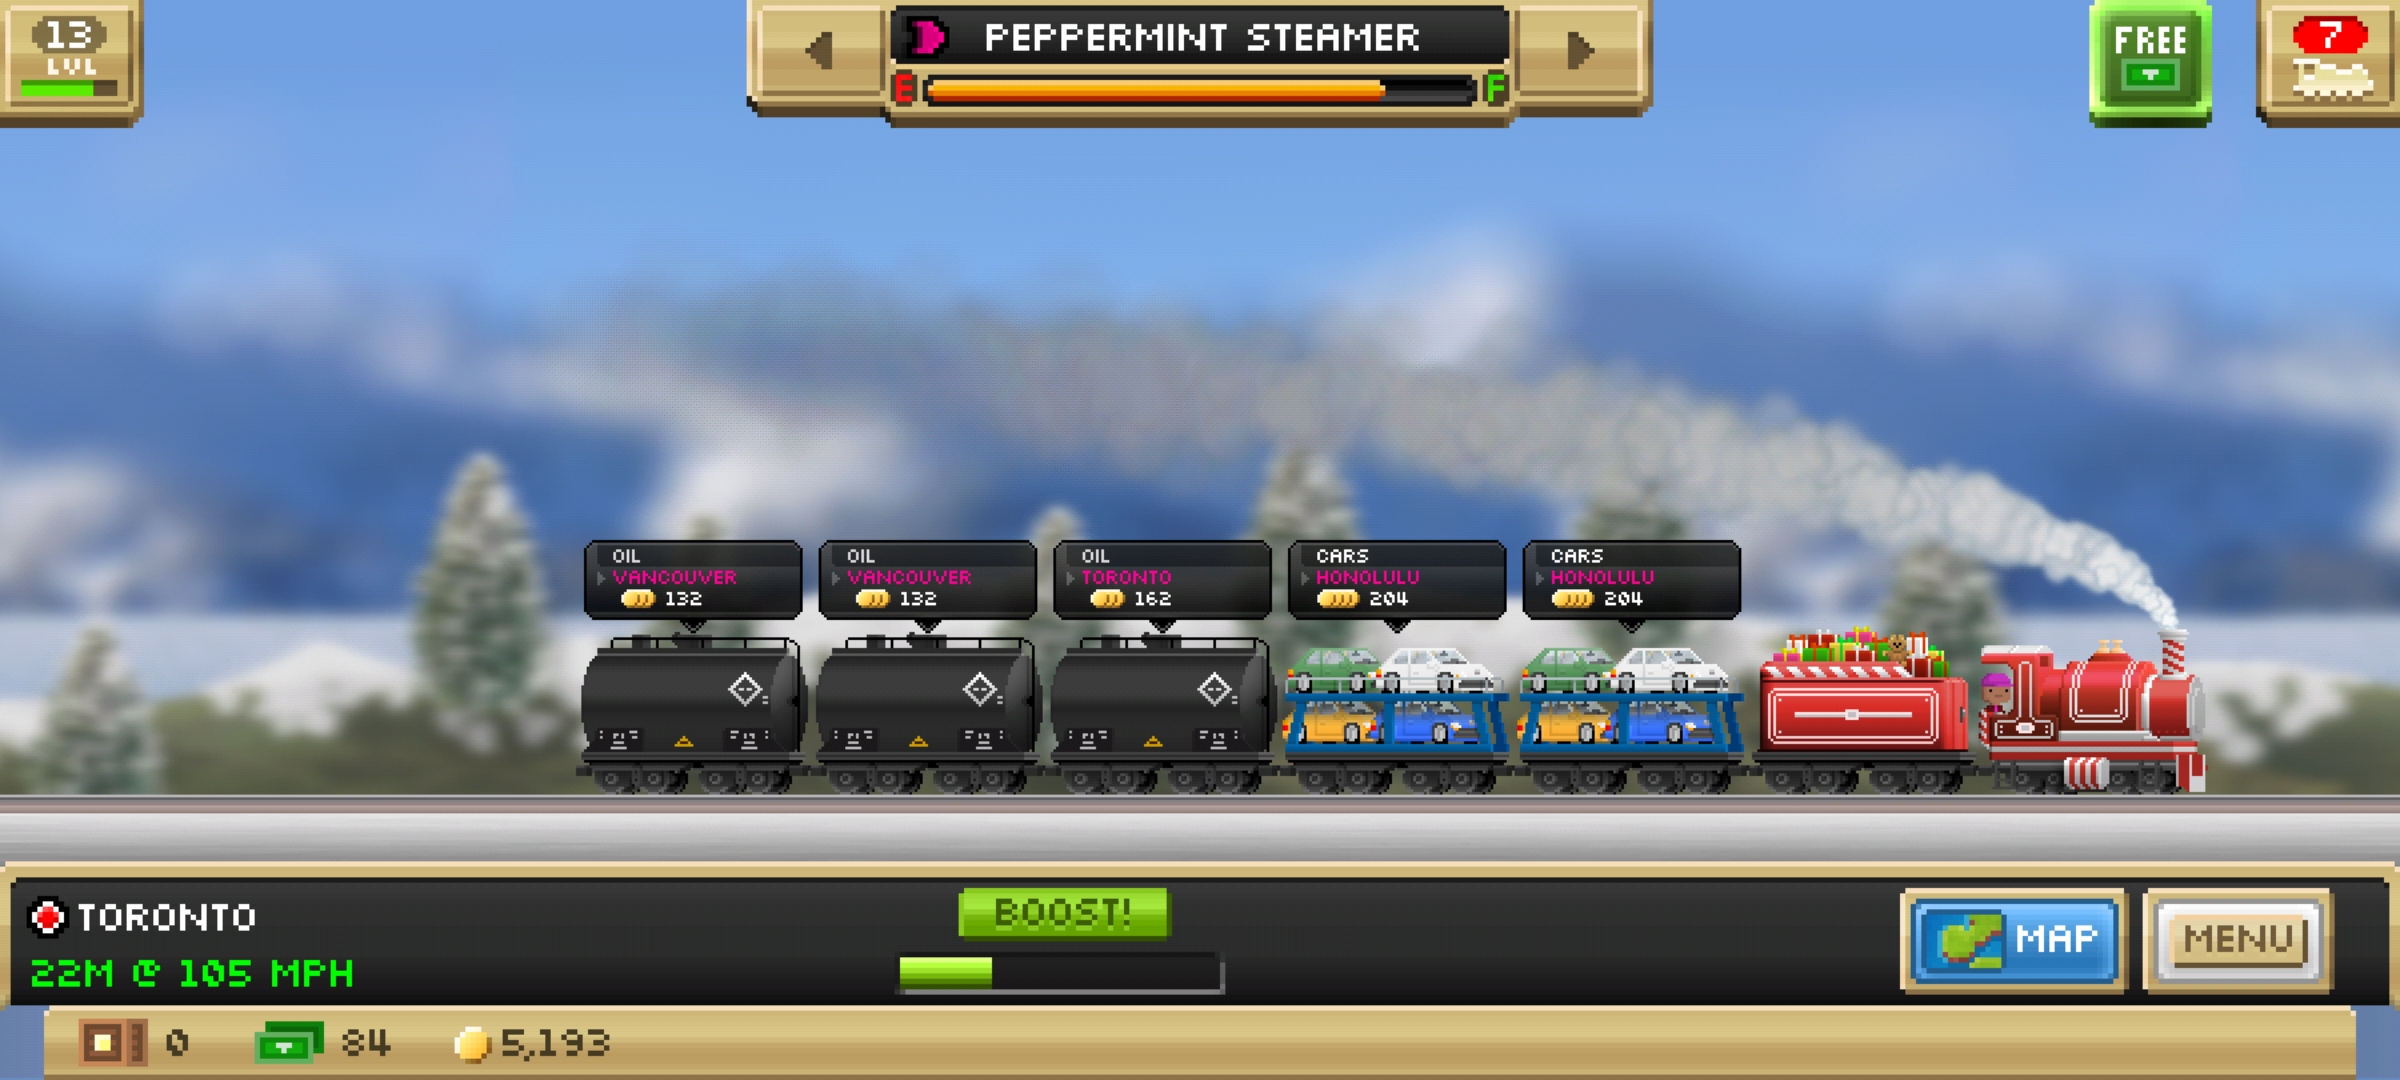 13
LVL
PEPPERMINT STEAMER
E F
FREE
7
OIL
VANCOUVER
132
OIL
VANCOUVER
132
OIL
TORONTO
162
CARS
HONOLULU
204
CARS
HONOLULU
204
TORONTO
22M @ 105 MPH
BOOST!
MAP
MENU
0
84
5,193